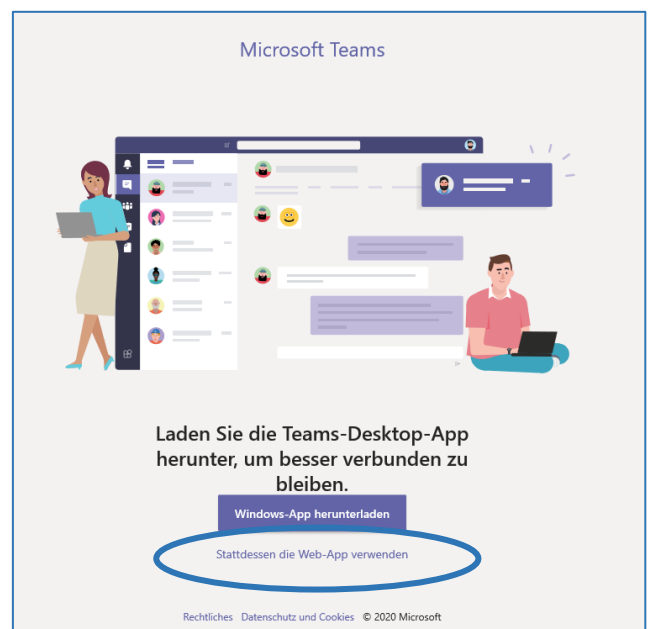 Microsoft Teams
Laden Sie die Teams-Desktop-App
herunter, um besser verbunden zu
bleiben.
Windows-App herunterladen
Stattdessen die Web-App verwenden
Rechtliches Datenschutz und Cookies © 2020 Microsoft